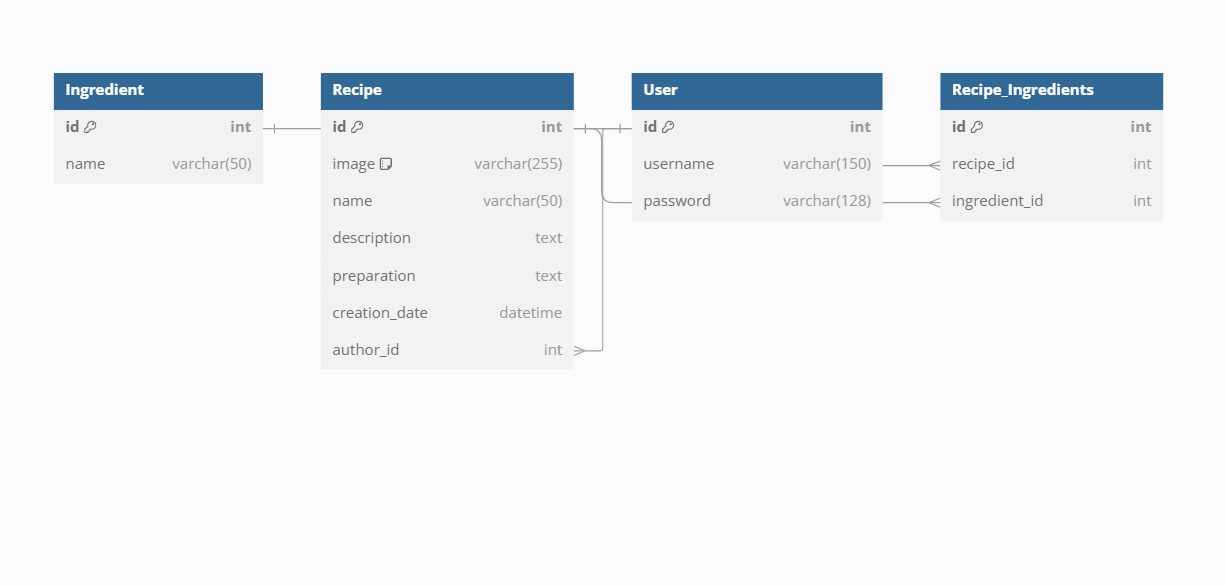 Ingredient
id int
name varchar(50)
Recipe
id int
image varchar(255)
name varchar(50)
description text
preparation text
creation_date datetime
author_id int
User
id int
username varchar(150)
password varchar(128)
Recipe_Ingredients
id int
recipe_id int
ingredient_id int